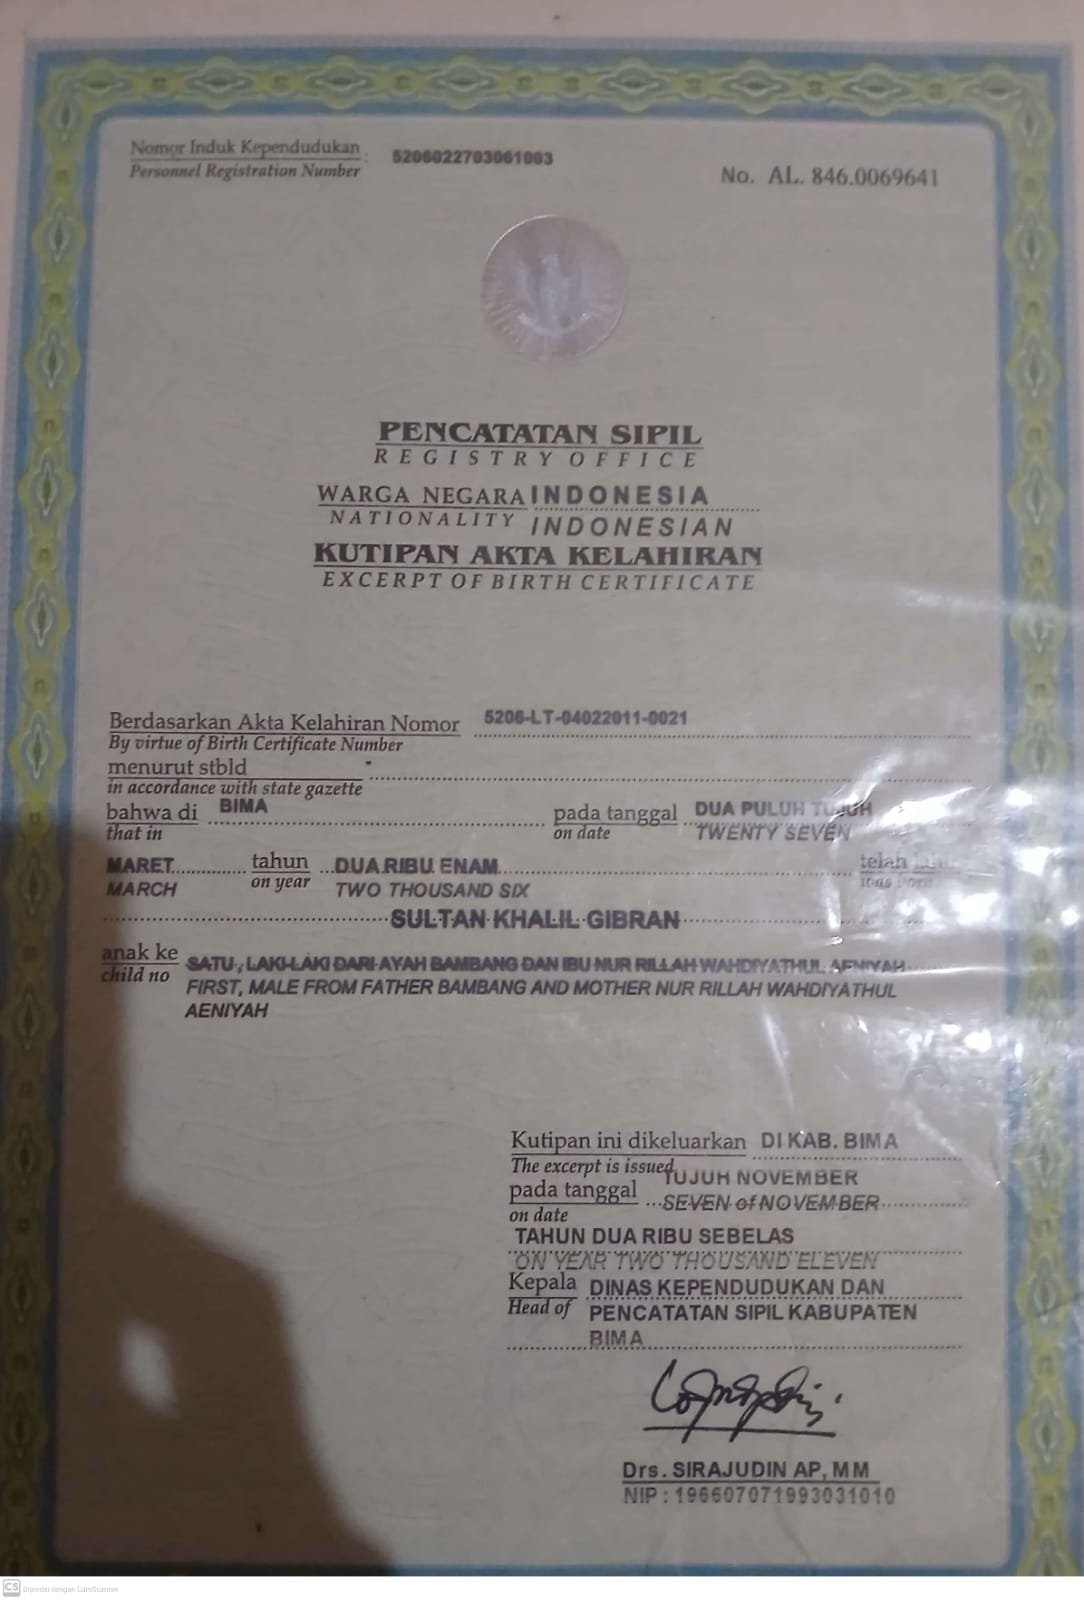 Nomor Induk Kependudukan : 5206022703061003
Personnel Registration Number
No. AL. 846.0069641
PENCATATAN SIPIL
REGISTRY OFFICE
WARGA NEGARA INDONESIA
NATIONALITY INDONESIAN
KUTIPAN AKTA KELAHIRAN
EXCERPT OF BIRTH CERTIFICATE
Berdasarkan Akta Kelahiran Nomor 5206-LT-04022011-0021
By virtue of Birth Certificate Number
menurut stbld -
in accordance with state gazette
bahwa di BIMA pada tanggal DUA PULUH TUJUH
that in on date TWENTY SEVEN
MARET tahun DUA RIBU ENAM telah
MARCH on year TWO THOUSAND SIX was born
SULTAN KHALIL GIBRAN
anak ke SATU, LAKI-LAKI DARI AYAH BAMBANG DAN IBU NUR RILLAH WAHDIYATHUL AENIYAH
child no FIRST, MALE FROM FATHER BAMBANG AND MOTHER NUR RILLAH WAHDIYATHUL
AENIYAH
Kutipan ini dikeluarkan DI KAB. BIMA
The excerpt is issued
pada tanggal TUJUH NOVEMBER
on date SEVEN of NOVEMBER
TAHUN DUA RIBU SEBELAS
ON YEAR TWO THOUSAND ELEVEN
Kepala DINAS KEPENDUDUKAN DAN
Head of PENCATATAN SIPIL KABUPATEN
BIMA
Drs. SIRAJUDIN AP, MM
NIP : 196607071993031010
CS Dipindai dengan CamScanner